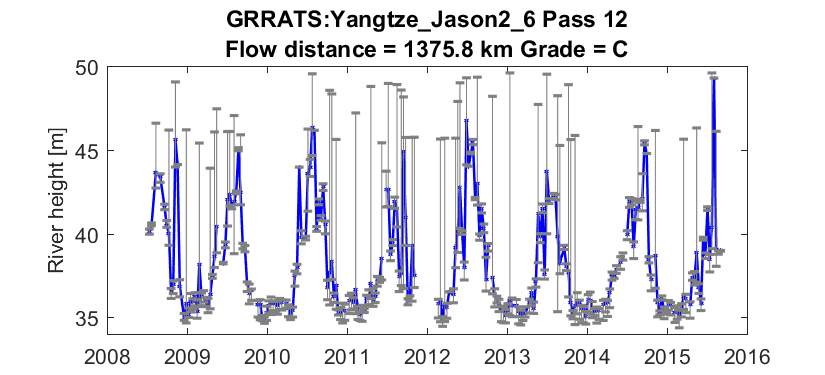 GRRATS:Yangtze_Jason2_6 Pass 12
Flow distance = 1375.8 km Grade = C
River height [m]
50
45
40
35
2008 2009 2010 2011 2012 2013 2014 2015 2016